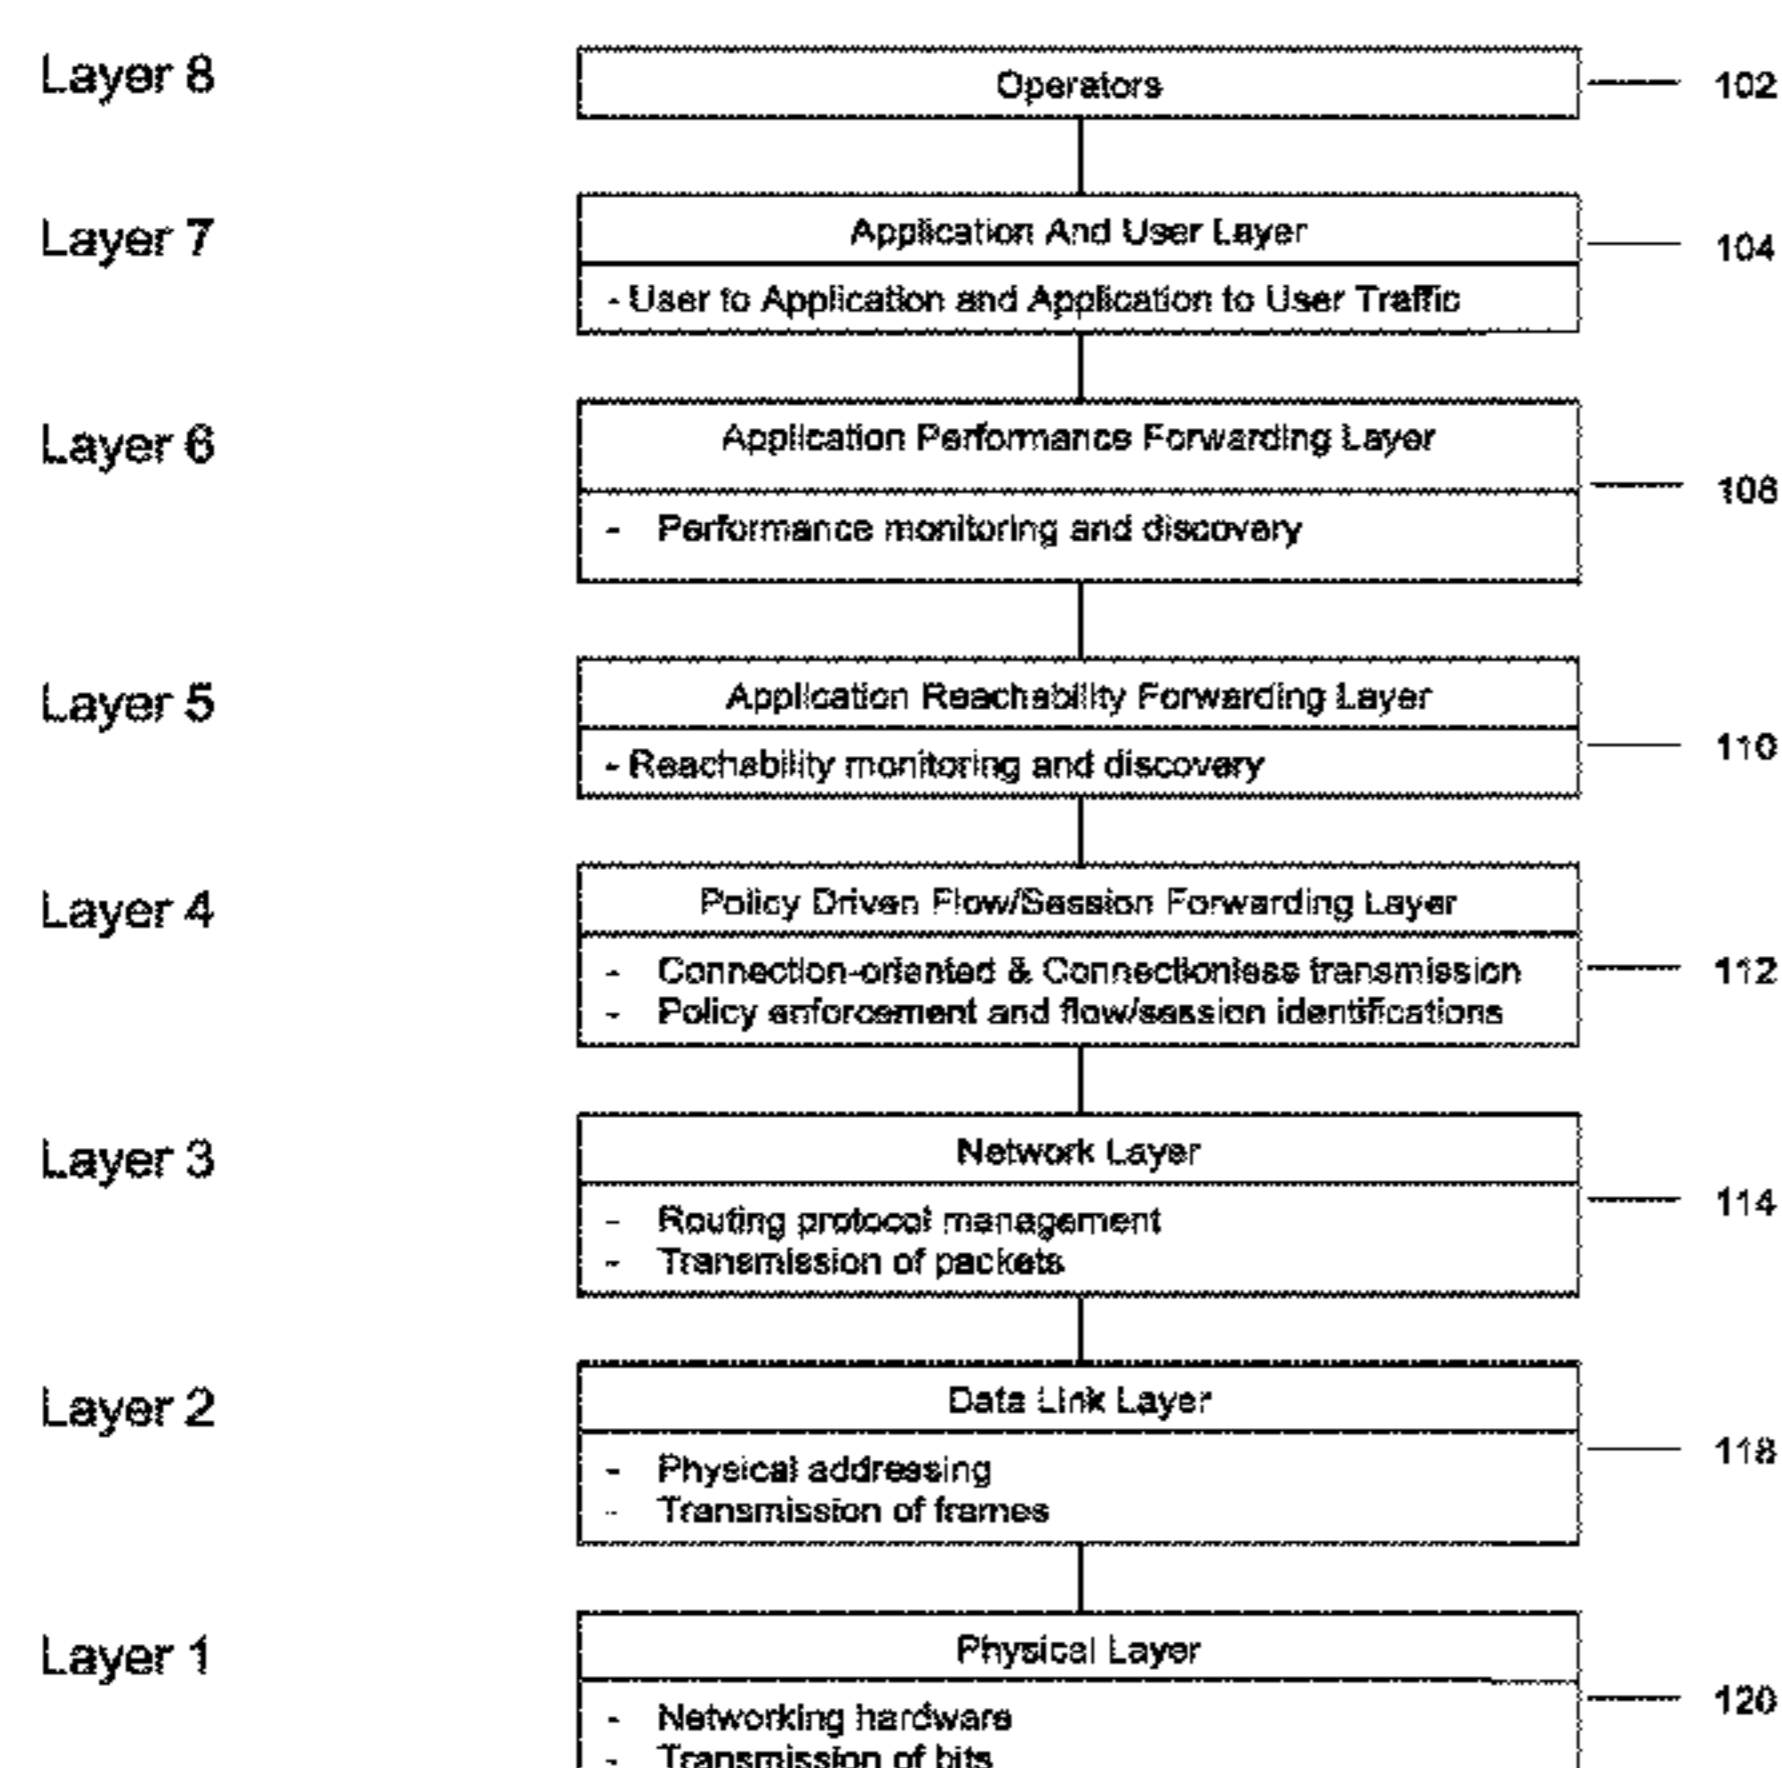 Layer 8
Operators
102
Layer 7
Application And User Layer
104
- User to Application and Application to User Traffic
Layer 6
Application Performance Forwarding Layer
108
- Performance monitoring and discovery
Layer 5
Application Reachability Forwarding Layer
110
- Reachability monitoring and discovery
Layer 4
Policy Driven Flow/Session Forwarding Layer
112
- Connection-oriented & Connectionless transmission
- Policy enforcement and flow/session identifications
Layer 3
Network Layer
114
- Routing protocol management
- Transmission of packets
Layer 2
Data Link Layer
118
- Physical addressing
- Transmission of frames
Layer 1
Physical Layer
120
- Networking hardware
- Transmission of bits